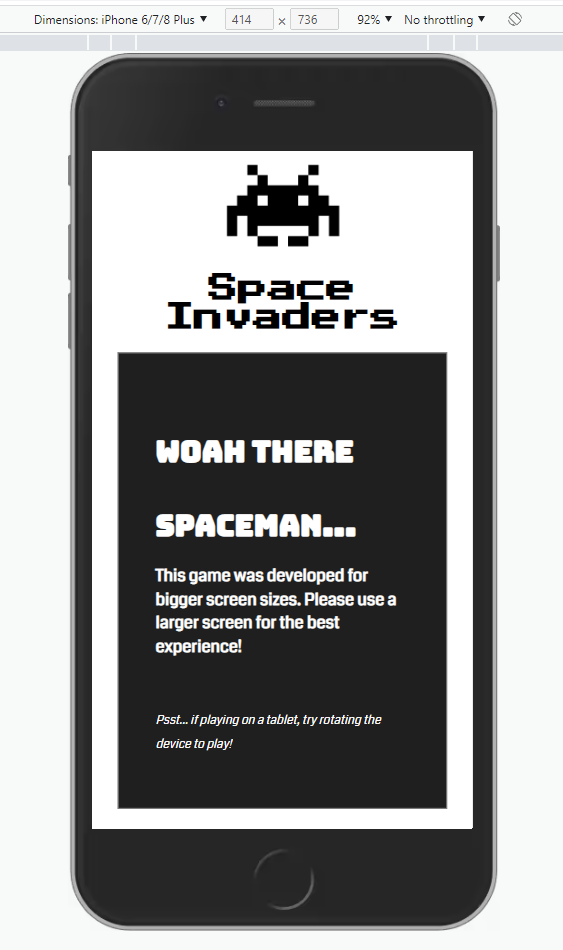 Dimensions: iPhone 6/7/8 Plus ▼ 414 × 736 92% ▼ No throttling ▼
Space
Invaders
WOAH THERE
SPACEMAN...
This game was developed for
bigger screen sizes. Please use a
larger screen for the best
experience!
Psst... if playing on a tablet, try rotating the
device to play!